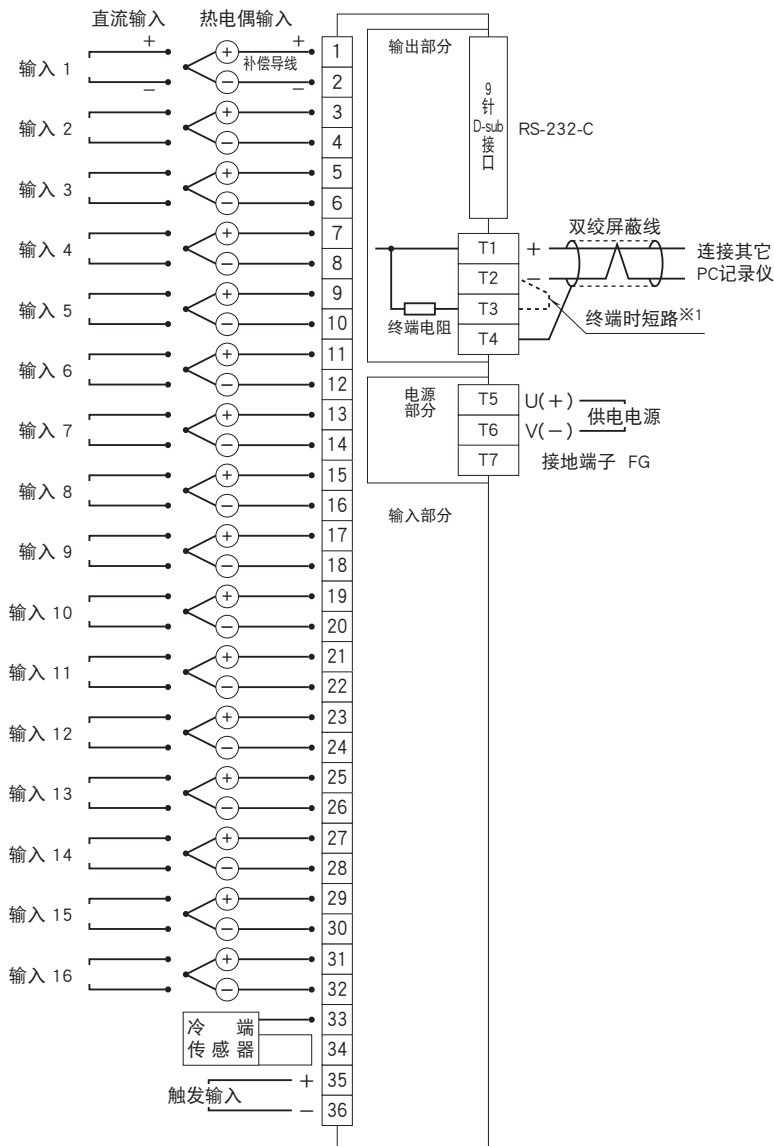 直流输入
热电偶输入
+
−
+
补偿导线
−
输入 1
输入 2
输入 3
输入 4
输入 5
输入 6
输入 7
输入 8
输入 9
输入 10
输入 11
输入 12
输入 13
输入 14
输入 15
输入 16
+
−
+
−
+
−
+
−
+
−
+
−
+
−
+
−
+
−
+
−
+
−
+
−
+
−
+
−
+
−
+
−
冷 端
传 感 器
触发输入
+
−
1
2
3
4
5
6
7
8
9
10
11
12
13
14
15
16
17
18
19
20
21
22
23
24
25
26
27
28
29
30
31
32
33
34
35
36
输出部分
9
针
D-sub
接
口
RS-232-C
T1
T2
T3
T4
+
−
终端电阻
双绞屏蔽线
连接其它
PC记录仪
终端时短路※1
电源
部分
T5
T6
T7
U(+)
V(−)
供电电源
接地端子 FG
输入部分